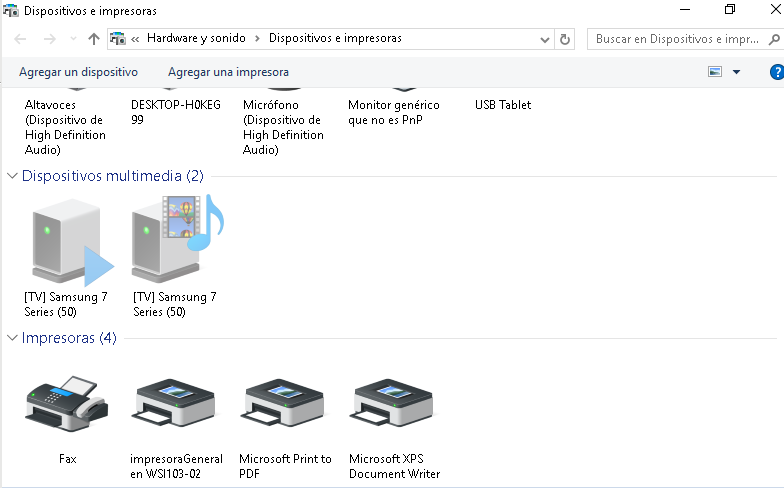 Dispositivos e impresoras
« Hardware y sonido > Dispositivos e impresoras
Buscar en Dispositivos e impr...
Agregar un dispositivo
Agregar una impresora
?
Altavoces
(Dispositivo de
High Definition
Audio)
DESKTOP-H0KEG
99
Micrófono
(Dispositivo de
High Definition
Audio)
Monitor genérico
que no es PnP
USB Tablet
Dispositivos multimedia (2)
[TV] Samsung 7
Series (50)
[TV] Samsung 7
Series (50)
Impresoras (4)
Fax
impresoraGeneral
en WSI103-02
Microsoft Print to
PDF
Microsoft XPS
Document Writer